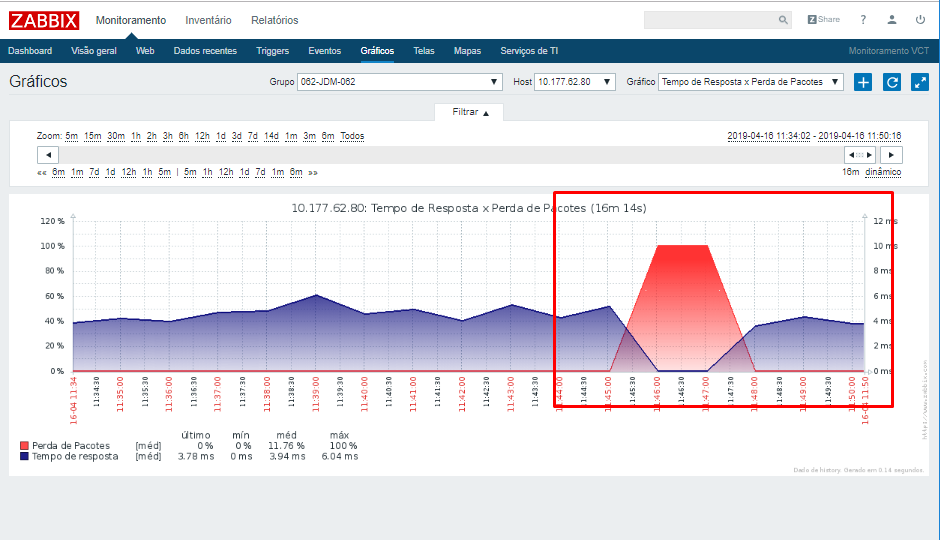 ZABBIX Monitoramento Inventário Relatórios Z Share ?
Dashboard Visão geral Web Dados recentes Triggers Eventos Gráficos Telas Mapas Serviços de TI Monitoramento VCT
Gráficos Grupo 062-JDM-062 Host 10.177.62.80 Gráfico Tempo de Resposta x Perda de Pacotes
Filtrar
Zoom: 5m 15m 30m 1h 2h 3h 6h 12h 1d 3d 7d 14d 1m 3m 6m Todos 2019-04-16 11:34:02 - 2019-04-16 11:50:16
«« 6m 1m 7d 1d 12h 1h 5m | 5m 1h 12h 1d 7d 1m 6m »» 16m dinâmico
10.177.62.80: Tempo de Resposta x Perda de Pacotes (16m 14s)
120 % 12 ms
100 % 10 ms
80 % 8 ms
60 % 6 ms
40 % 4 ms
20 % 2 ms
0 % 0 ms
16-04 11:34 11:34:30 11:35:00 11:35:30 11:36:00 11:36:30 11:37:00 11:37:30 11:38:00 11:38:30 11:39:00 11:39:30 11:40:00 11:40:30 11:41:00 11:41:30 11:42:00 11:42:30 11:43:00 11:43:30 11:44:00 11:44:30 11:45:00 11:45:30 11:46:00 11:46:30 11:47:00 11:47:30 11:48:00 11:48:30 11:49:00 11:49:30 11:50:00 16-04 11:50
último mín méd máx
Perda de Pacotes [méd] 0 % 0 % 11.76 % 100 %
Tempo de resposta [méd] 3.78 ms 0 ms 3.94 ms 6.04 ms
http://www.zabbix.com
Dado de history. Gerado em 0.14 segundos.